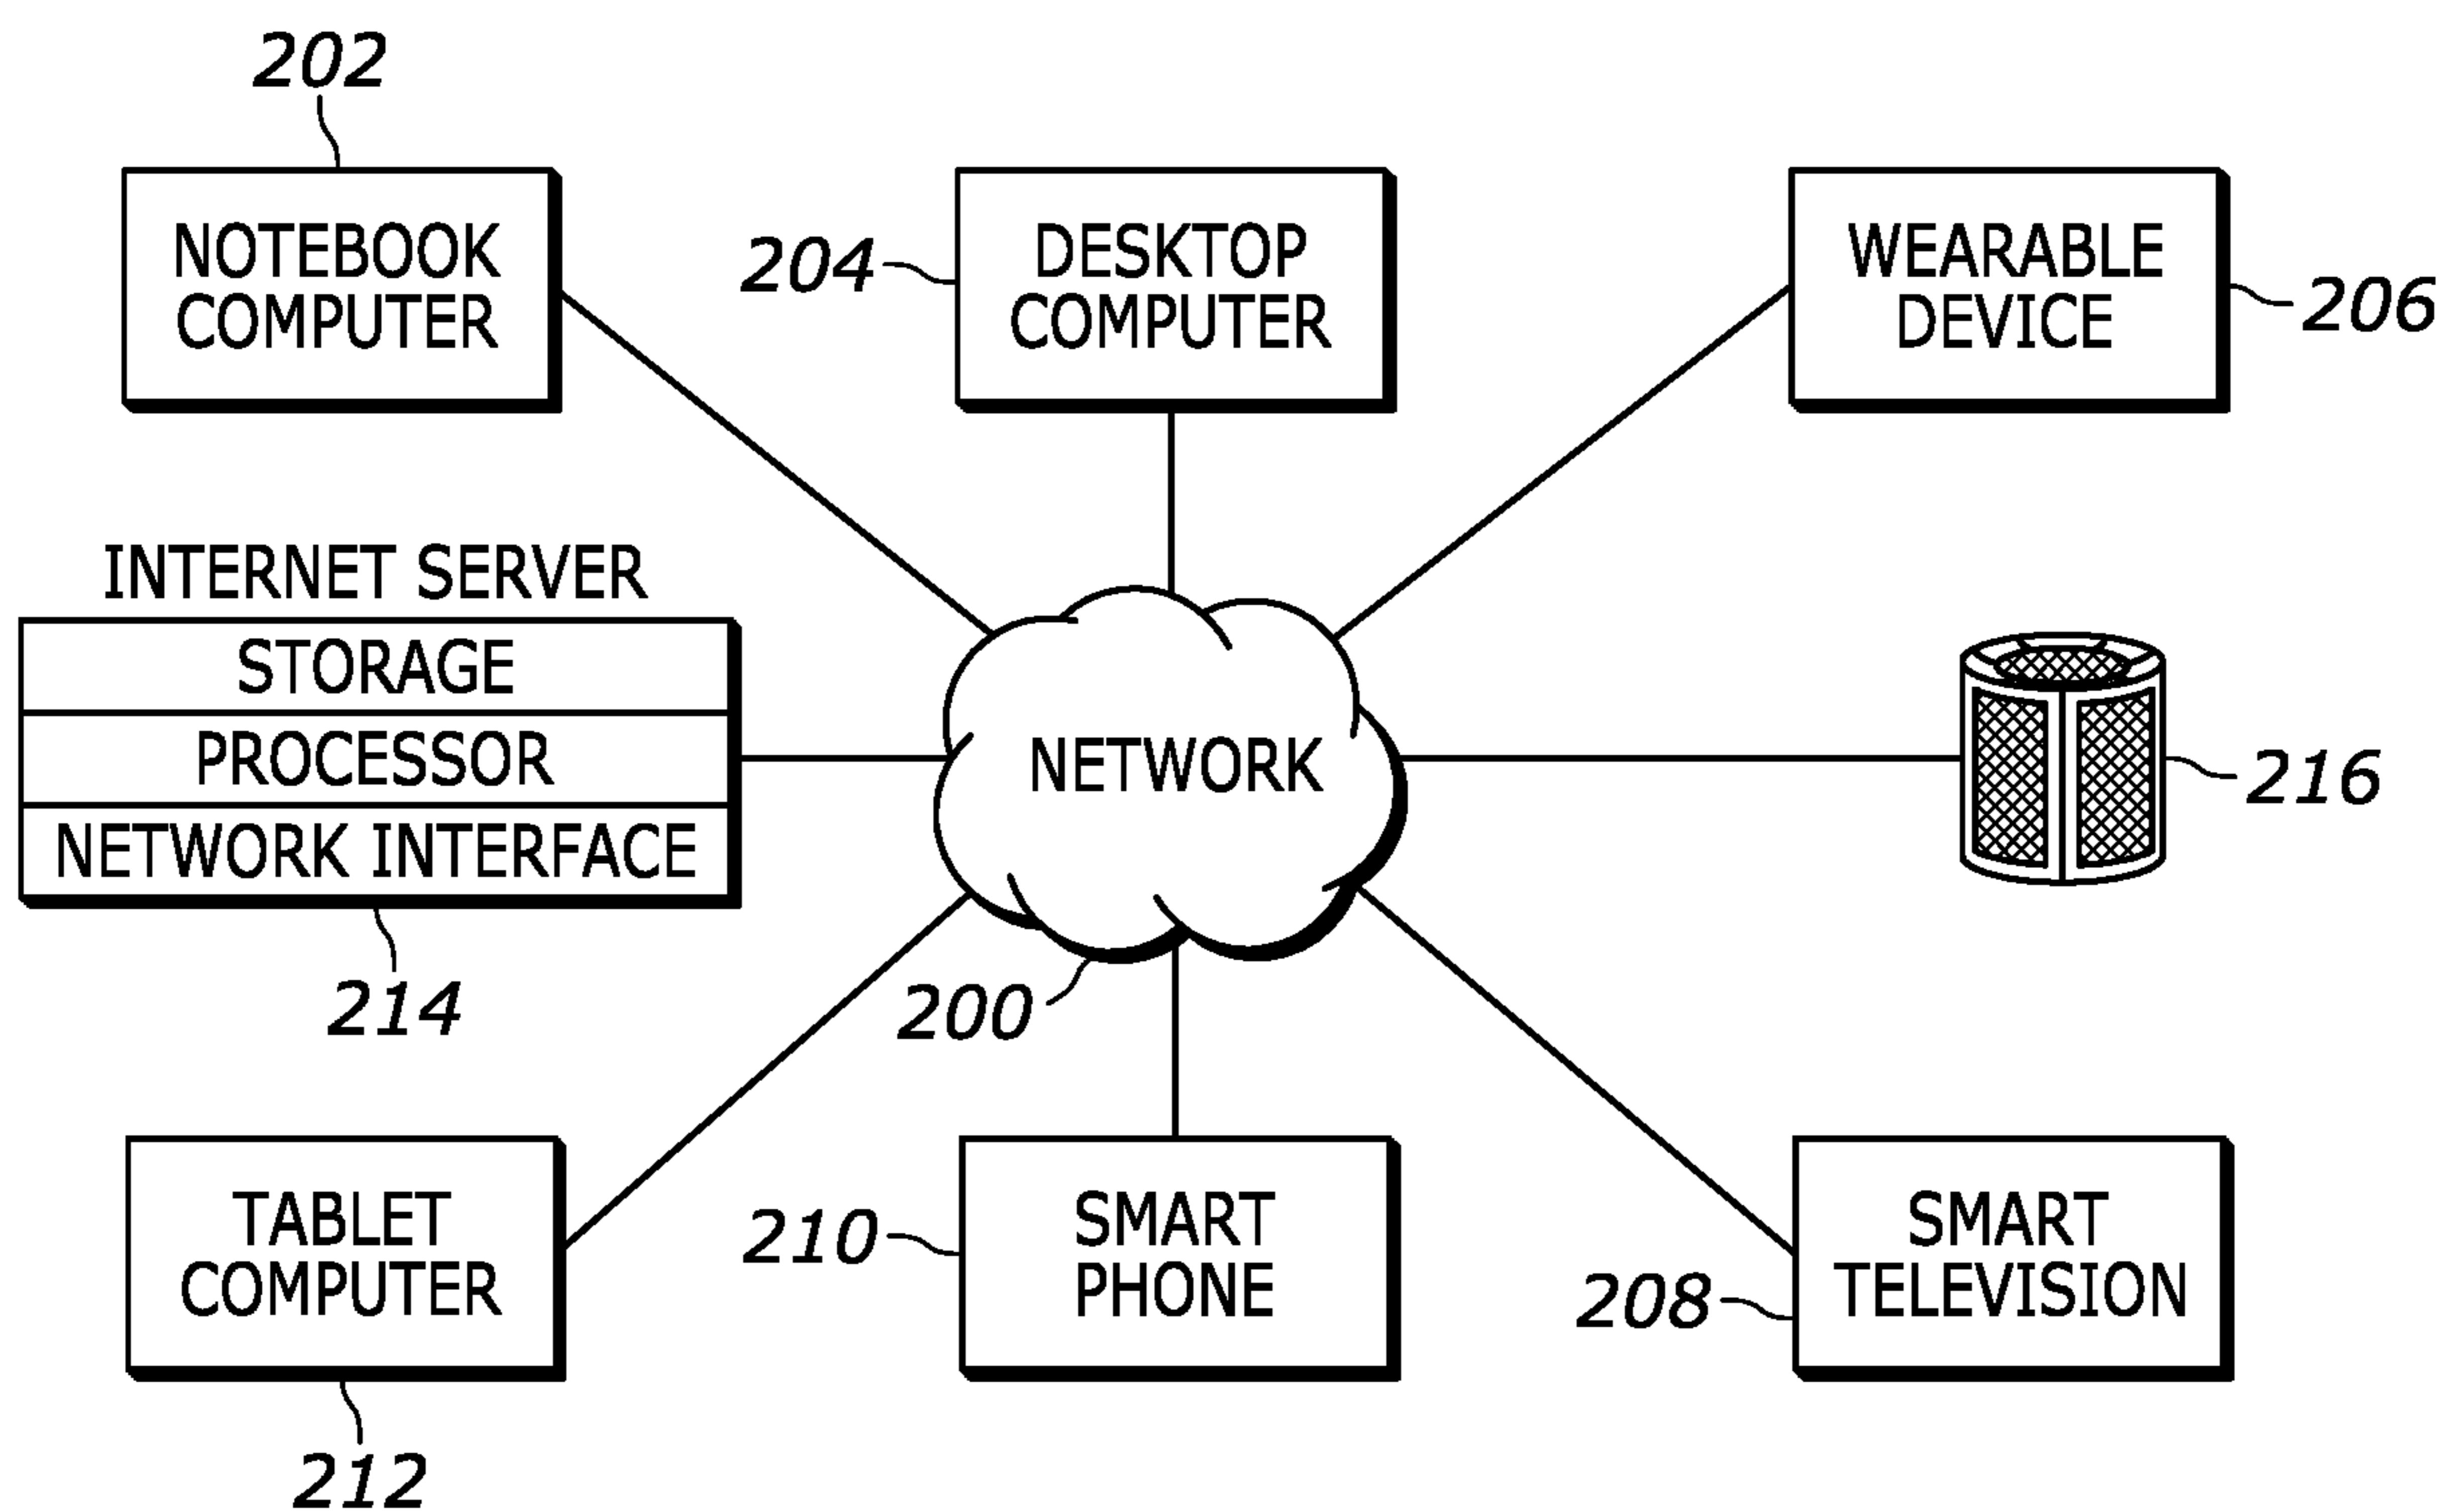 202
NOTEBOOK
COMPUTER
204
DESKTOP
COMPUTER
WEARABLE
DEVICE
206
INTERNET SERVER
STORAGE
PROCESSOR
NETWORK INTERFACE
214
NETWORK
200
216
TABLET
COMPUTER
212
210
SMART
PHONE
208
SMART
TELEVISION